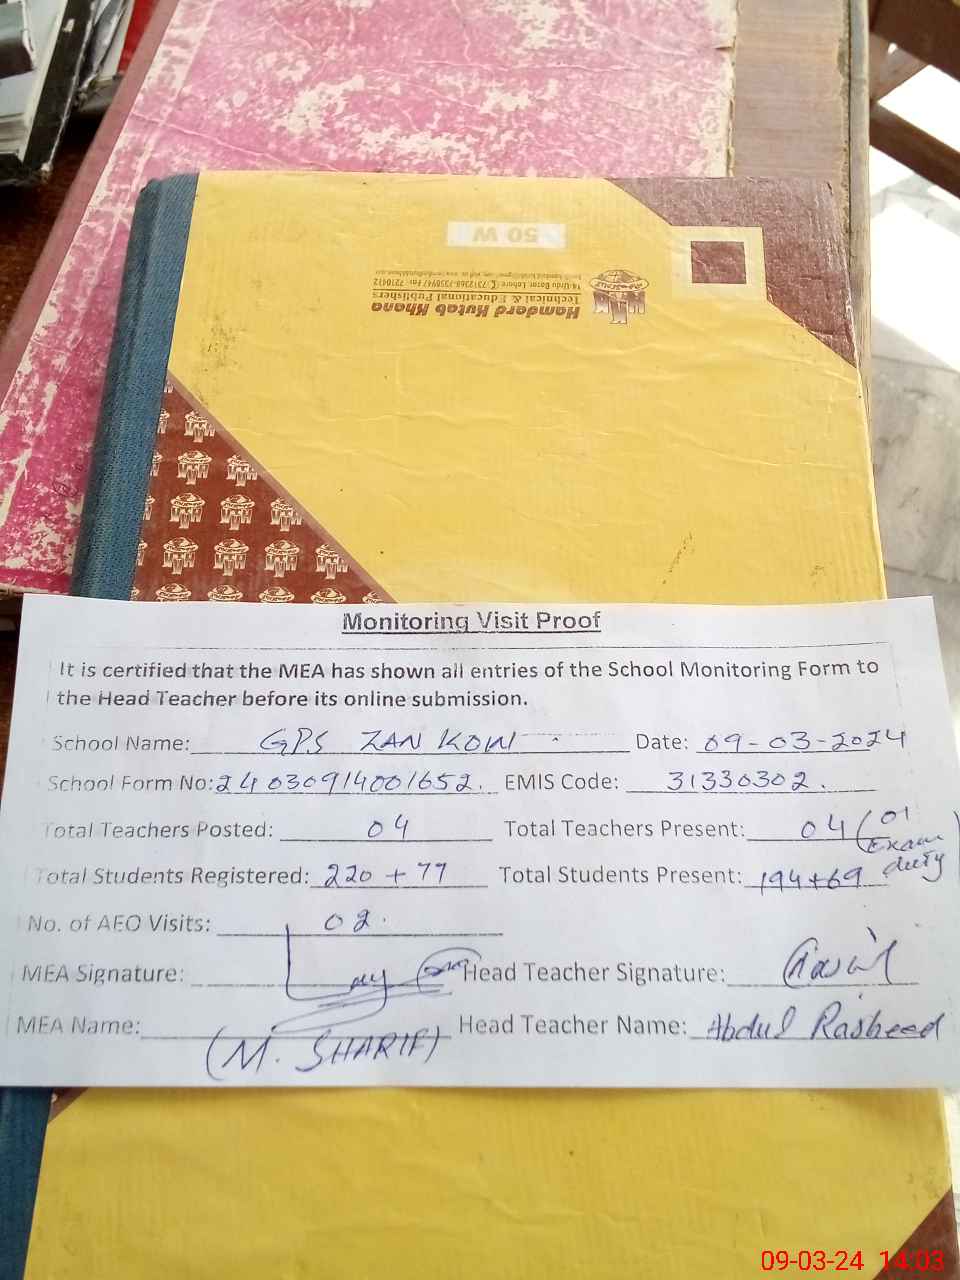 50 W
Hamdard Kutab Khana
Technical & Educational Publishers
Monitoring Visit Proof
It is certified that the MEA has shown all entries of the School Monitoring Form to
the Head Teacher before its online submission.
School Name: G.P.S ZAN KOW Date: 09-03-2024
School Form No: 24030914001652. EMIS Code: 31330302.
Total Teachers Posted: 04 Total Teachers Present: 04 (01 Exam duty)
Total Students Registered: 220 + 77 Total Students Present: 194+69
No. of AEO Visits: 02.
MEA Signature: Head Teacher Signature:
MEA Name: (M. SHARIF) Head Teacher Name: Abdul Rasheed
09-03-24 14:03